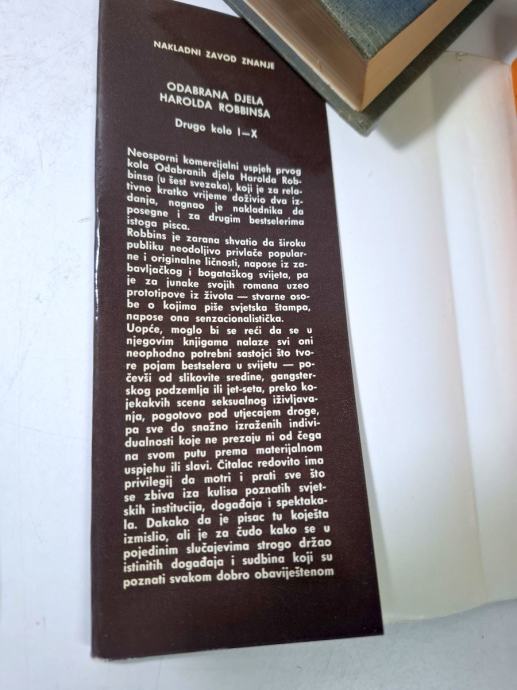 NAKLADNI ZAVOD ZNANJE
ODABRANA DJELA
HAROLDA ROBBINSA
Drugo kolo I—X
Neosporni komercijalni uspjeh prvog
kola Odabranih djela Harolda Rob-
binsa (u šest svezaka), koji je za rela-
tivno kratko vrijeme doživio dva iz-
danja, nagnao je nakladnika da
posegne i za drugim bestselerima
istoga pisca.
Robbins je zarana shvatio da široku
publiku neodoljivo privlače popular-
ne i originalne ličnosti, napose iz za-
bavljačkog i bogataškog svijeta, pa
je za junake svojih romana uzeo
prototipove iz života — stvarne oso-
be o kojima piše svjetska štampa,
napose ona senzacionalistička.
Uopće, moglo bi se reći da se u
njegovim knjigama nalaze svi oni
neophodno potrebni sastojci što tvo-
re pojam bestselera u svijetu — po-
čevši od slikovite sredine, gangster-
skog podzemlja ili jet-seta, preko ko-
jekakvih scena seksualnog iživljava-
nja, pogotovo pod utjecajem droge,
pa sve do snažno izraženih indivi-
dualnosti koje ne prezaju ni od čega
na svom putu prema materijalnom
uspjehu ili slavi. Čitalac redovito ima
privilegij da motri i prati sve što
se zbiva iza kulisa poznatih svjet-
skih institucija, događaja i spektaka-
la. Dakako da je pisac tu koješta
izmislio, ali je za čudo kako se u
pojedinim slučajevima strogo držao
istinitih događaja i sudbina koji su
poznati svakom dobro obaviještenom